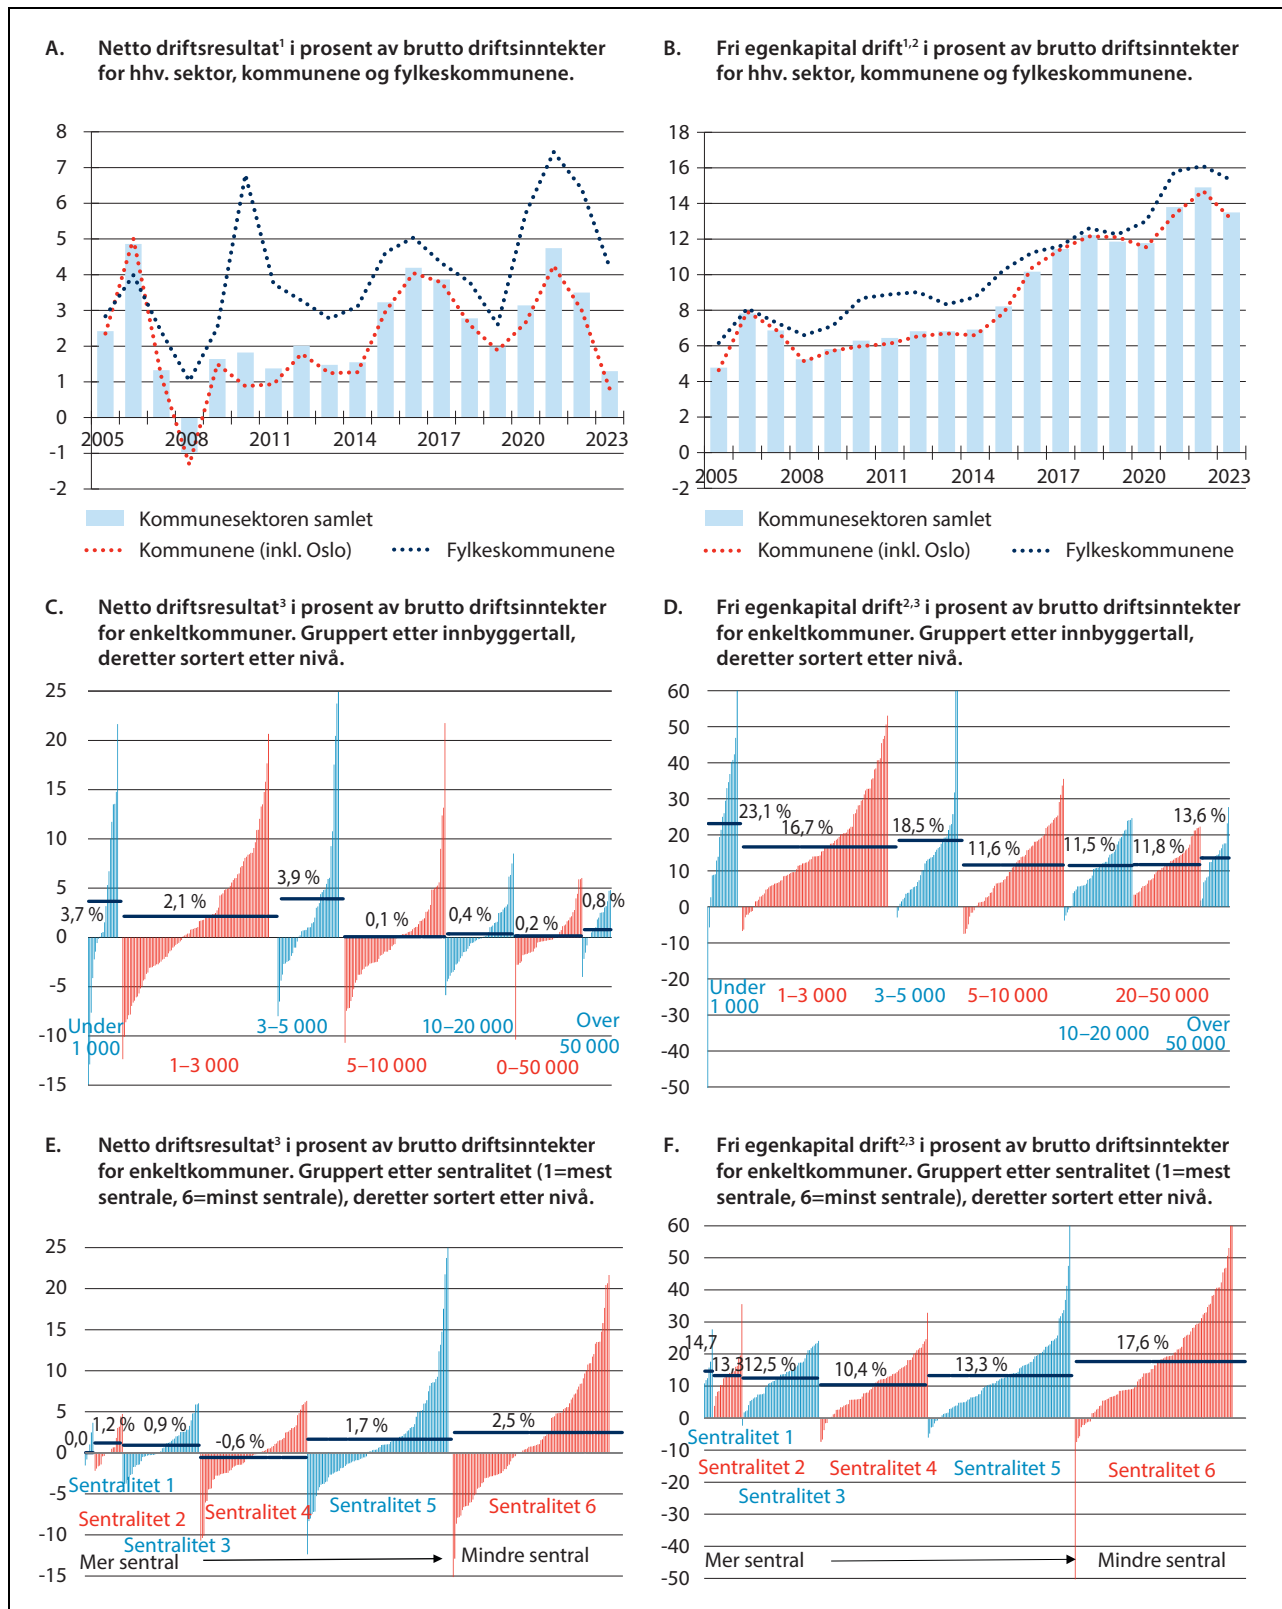 A. Netto driftsresultat¹ i prosent av brutto driftsinntekter
for hhv. sektor, kommunene og fylkeskommunene.
8
7
6
5
4
3
2
1
0
-1
-2
2005 2008 2011 2014 2017 2020 2023
Kommunesektoren samlet
Kommunene (inkl. Oslo) Fylkeskommunene
B. Fri egenkapital drift¹,² i prosent av brutto driftsinntekter
for hhv. sektor, kommunene og fylkeskommunene.
18
16
14
12
10
8
6
4
2
0
-2
2005 2008 2011 2014 2017 2020 2023
Kommunesektoren samlet
Kommunene (inkl. Oslo) Fylkeskommunene
C. Netto driftsresultat³ i prosent av brutto driftsinntekter
for enkeltkommuner. Gruppert etter innbyggertall,
deretter sortert etter nivå.
25
20
15
10
5
0
-5
-10
-15
3,7 % 2,1 % 3,9 % 0,1 % 0,4 % 0,2 % 0,8 %
Under
1 000
1–3 000
3–5 000
5–10 000
10–20 000
0–50 000
Over
50 000
D. Fri egenkapital drift²,³ i prosent av brutto driftsinntekter
for enkeltkommuner. Gruppert etter innbyggertall,
deretter sortert etter nivå.
60
50
40
30
20
10
0
-10
-20
-30
-40
-50
23,1 % 16,7 % 18,5 % 11,6 % 11,5 % 11,8 % 13,6 %
Under
1 000
1–3 000
3–5 000
5–10 000
10–20 000
20–50 000
Over
50 000
E. Netto driftsresultat³ i prosent av brutto driftsinntekter
for enkeltkommuner. Gruppert etter sentralitet (1=mest
sentrale, 6=minst sentrale), deretter sortert etter nivå.
25
20
15
10
5
0
-5
-10
-15
0,0 1,2 % 0,9 % -0,6 % 1,7 % 2,5 %
Sentralitet 1
Sentralitet 2
Sentralitet 3
Sentralitet 4
Sentralitet 5
Sentralitet 6
Mer sentral Mindre sentral
F. Fri egenkapital drift²,³ i prosent av brutto driftsinntekter
for enkeltkommuner. Gruppert etter sentralitet (1=mest
sentrale, 6=minst sentrale), deretter sortert etter nivå.
60
50
40
30
20
10
0
-10
-20
-30
-40
-50
14,7 13,3 12,5 % 10,4 % 13,3 % 17,6 %
Sentralitet 1
Sentralitet 2
Sentralitet 3
Sentralitet 4
Sentralitet 5
Sentralitet 6
Mer sentral Mindre sentral